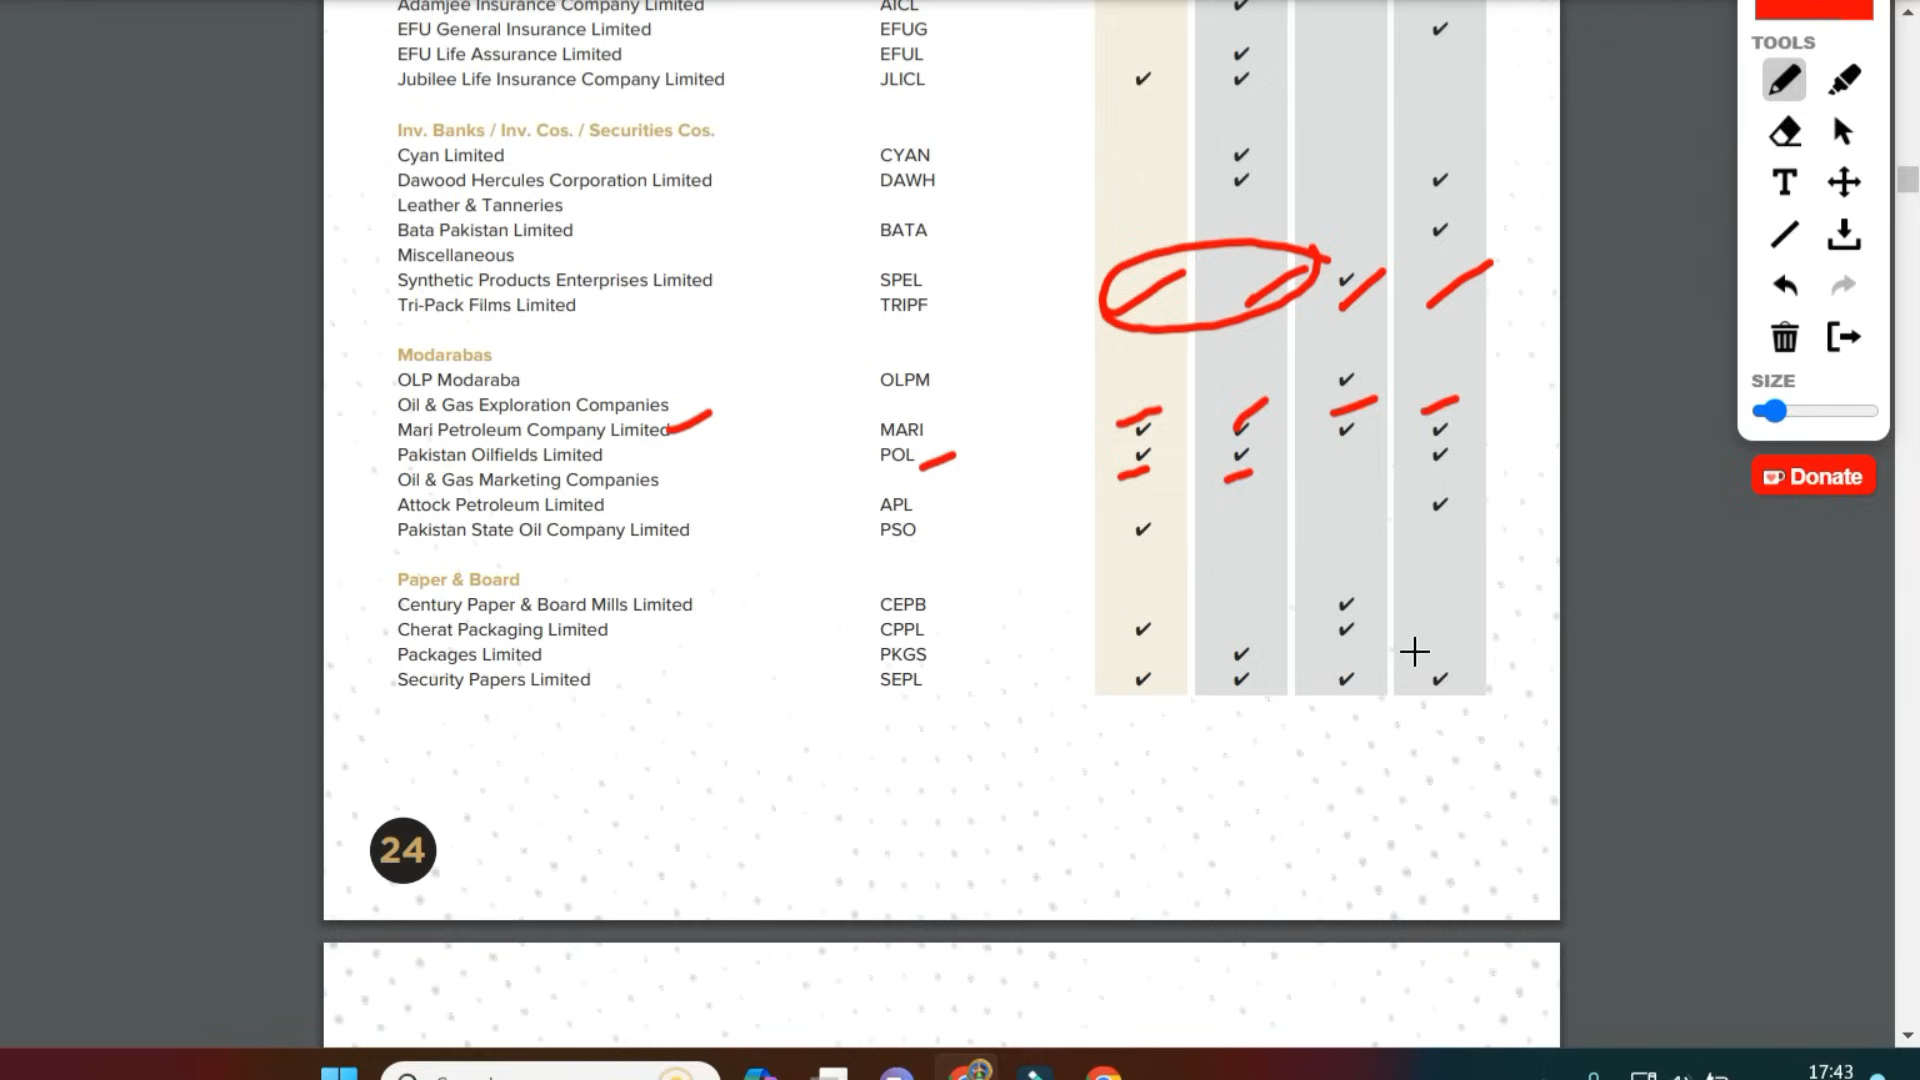 Adamjee Insurance Company Limited AICL ✔
EFU General Insurance Limited EFUG ✔
EFU Life Assurance Limited EFUL ✔
Jubilee Life Insurance Company Limited JLICL ✔ ✔
Inv. Banks / Inv. Cos. / Securities Cos.
Cyan Limited CYAN ✔
Dawood Hercules Corporation Limited DAWH ✔ ✔
Leather & Tanneries
Bata Pakistan Limited BATA ✔
Miscellaneous
Synthetic Products Enterprises Limited SPEL ✔
Tri-Pack Films Limited TRIPF
Modarabas
OLP Modaraba OLPM ✔
Oil & Gas Exploration Companies
Mari Petroleum Company Limited MARI ✔ ✔ ✔ ✔
Pakistan Oilfields Limited POL ✔ ✔ ✔
Oil & Gas Marketing Companies
Attock Petroleum Limited APL ✔
Pakistan State Oil Company Limited PSO ✔
Paper & Board
Century Paper & Board Mills Limited CEPB ✔
Cherat Packaging Limited CPPL ✔ ✔
Packages Limited PKGS ✔
Security Papers Limited SEPL ✔ ✔ ✔ ✔
24
TOOLS
T
SIZE
Donate
17:43